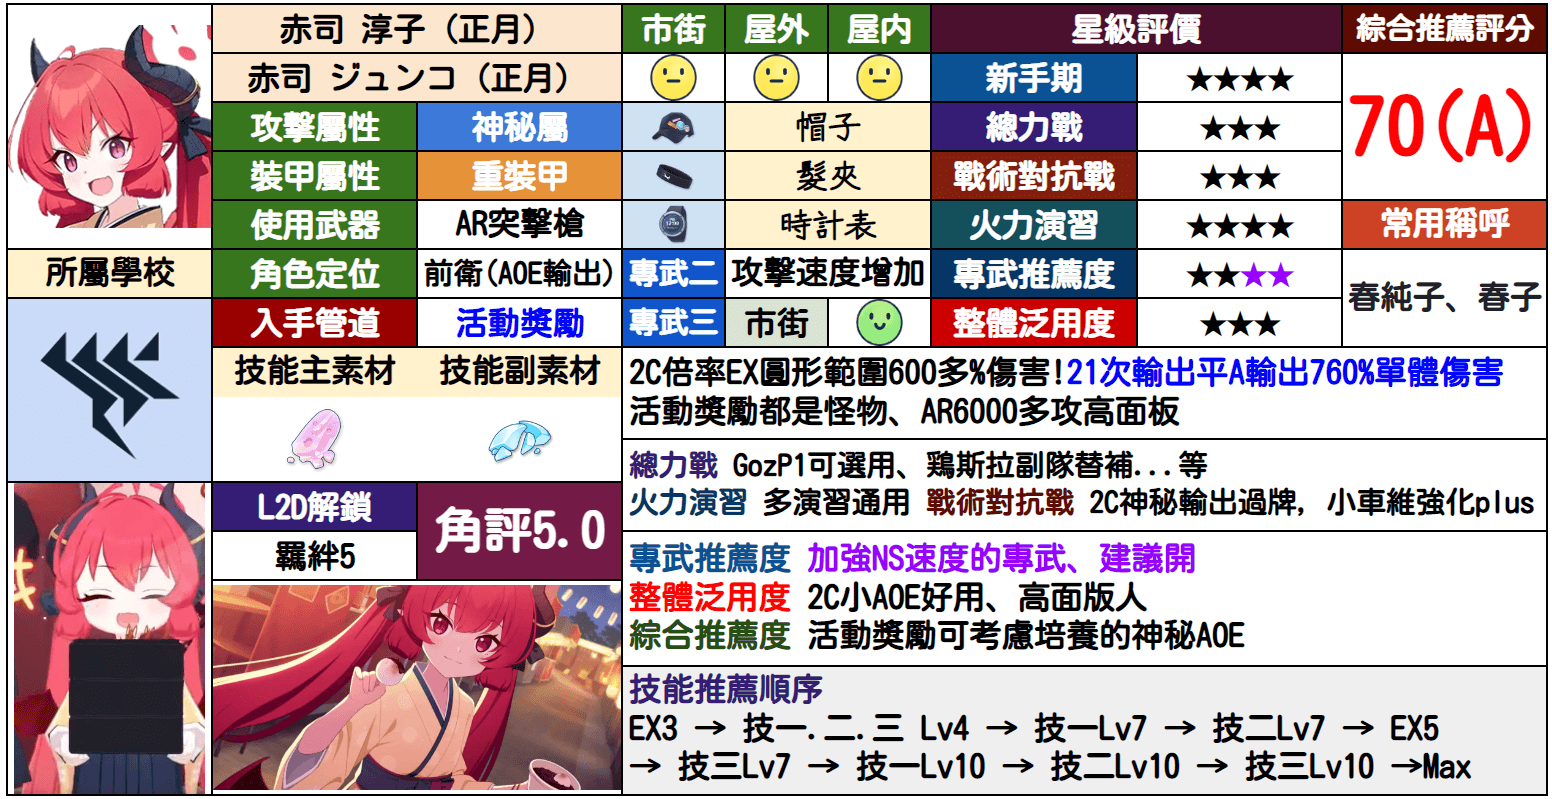 赤司 淳子（正月）
赤司 ジュンコ（正月）
市街 屋外 屋内
星級評價
綜合推薦評分
新手期 ★★★★
70(A)
攻擊屬性 神秘屬
帽子
總力戰 ★★★
裝甲屬性 重裝甲
髮夾
戰術對抗戰 ★★★
使用武器 AR突擊槍
時計表
火力演習 ★★★★
常用稱呼
所屬學校
角色定位 前衛(AOE輸出)
專武二 攻擊速度增加
專武推薦度 ★★★★
春純子、春子
入手管道 活動獎勵
專武三 市街
整體泛用度 ★★★
技能主素材 技能副素材
2C倍率EX圓形範圍600多%傷害!21次輸出平A輸出760%單體傷害
活動獎勵都是怪物、AR6000多攻高面板
總力戰 GozP1可選用、鶏斯拉副隊替補...等
火力演習 多演習通用 戰術對抗戰 2C神秘輸出過牌, 小車維強化plus
L2D解鎖
羈絆5
角評5.0
專武推薦度 加強NS速度的專武、建議開
整體泛用度 2C小AOE好用、高面版人
綜合推薦度 活動獎勵可考慮培養的神秘AOE
技能推薦順序
EX3 → 技一.二.三 Lv4 → 技一Lv7 → 技二Lv7 → EX5
→ 技三Lv7 → 技一Lv10 → 技二Lv10 → 技三Lv10 →Max